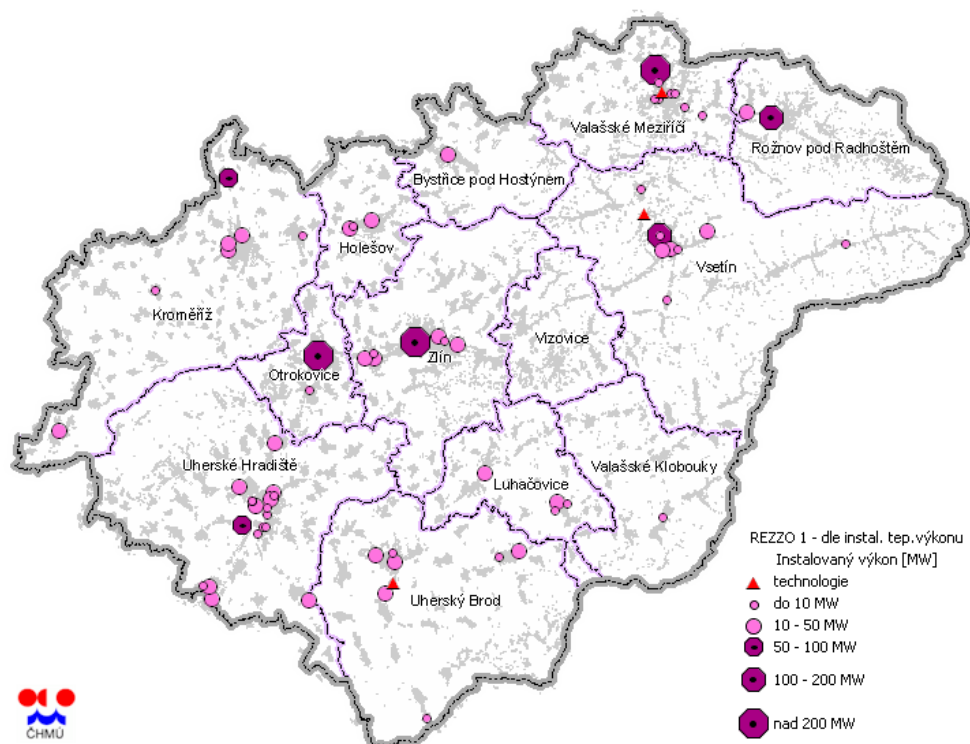 Valašské Meziříčí
Rožnov pod Radhoštěm
Bystřice pod Hostýnem
Holešov
Vsetín
Kroměříž
Vizovice
Zlín
Otrokovice
Uherské Hradiště
Valašské Klobouky
Luhačovice
Uherský Brod
REZZO 1 - dle instal. tep.výkonu
Instalovaný výkon [MW]
technologie
do 10 MW
10 - 50 MW
50 - 100 MW
100 - 200 MW
nad 200 MW
ČHMÚ